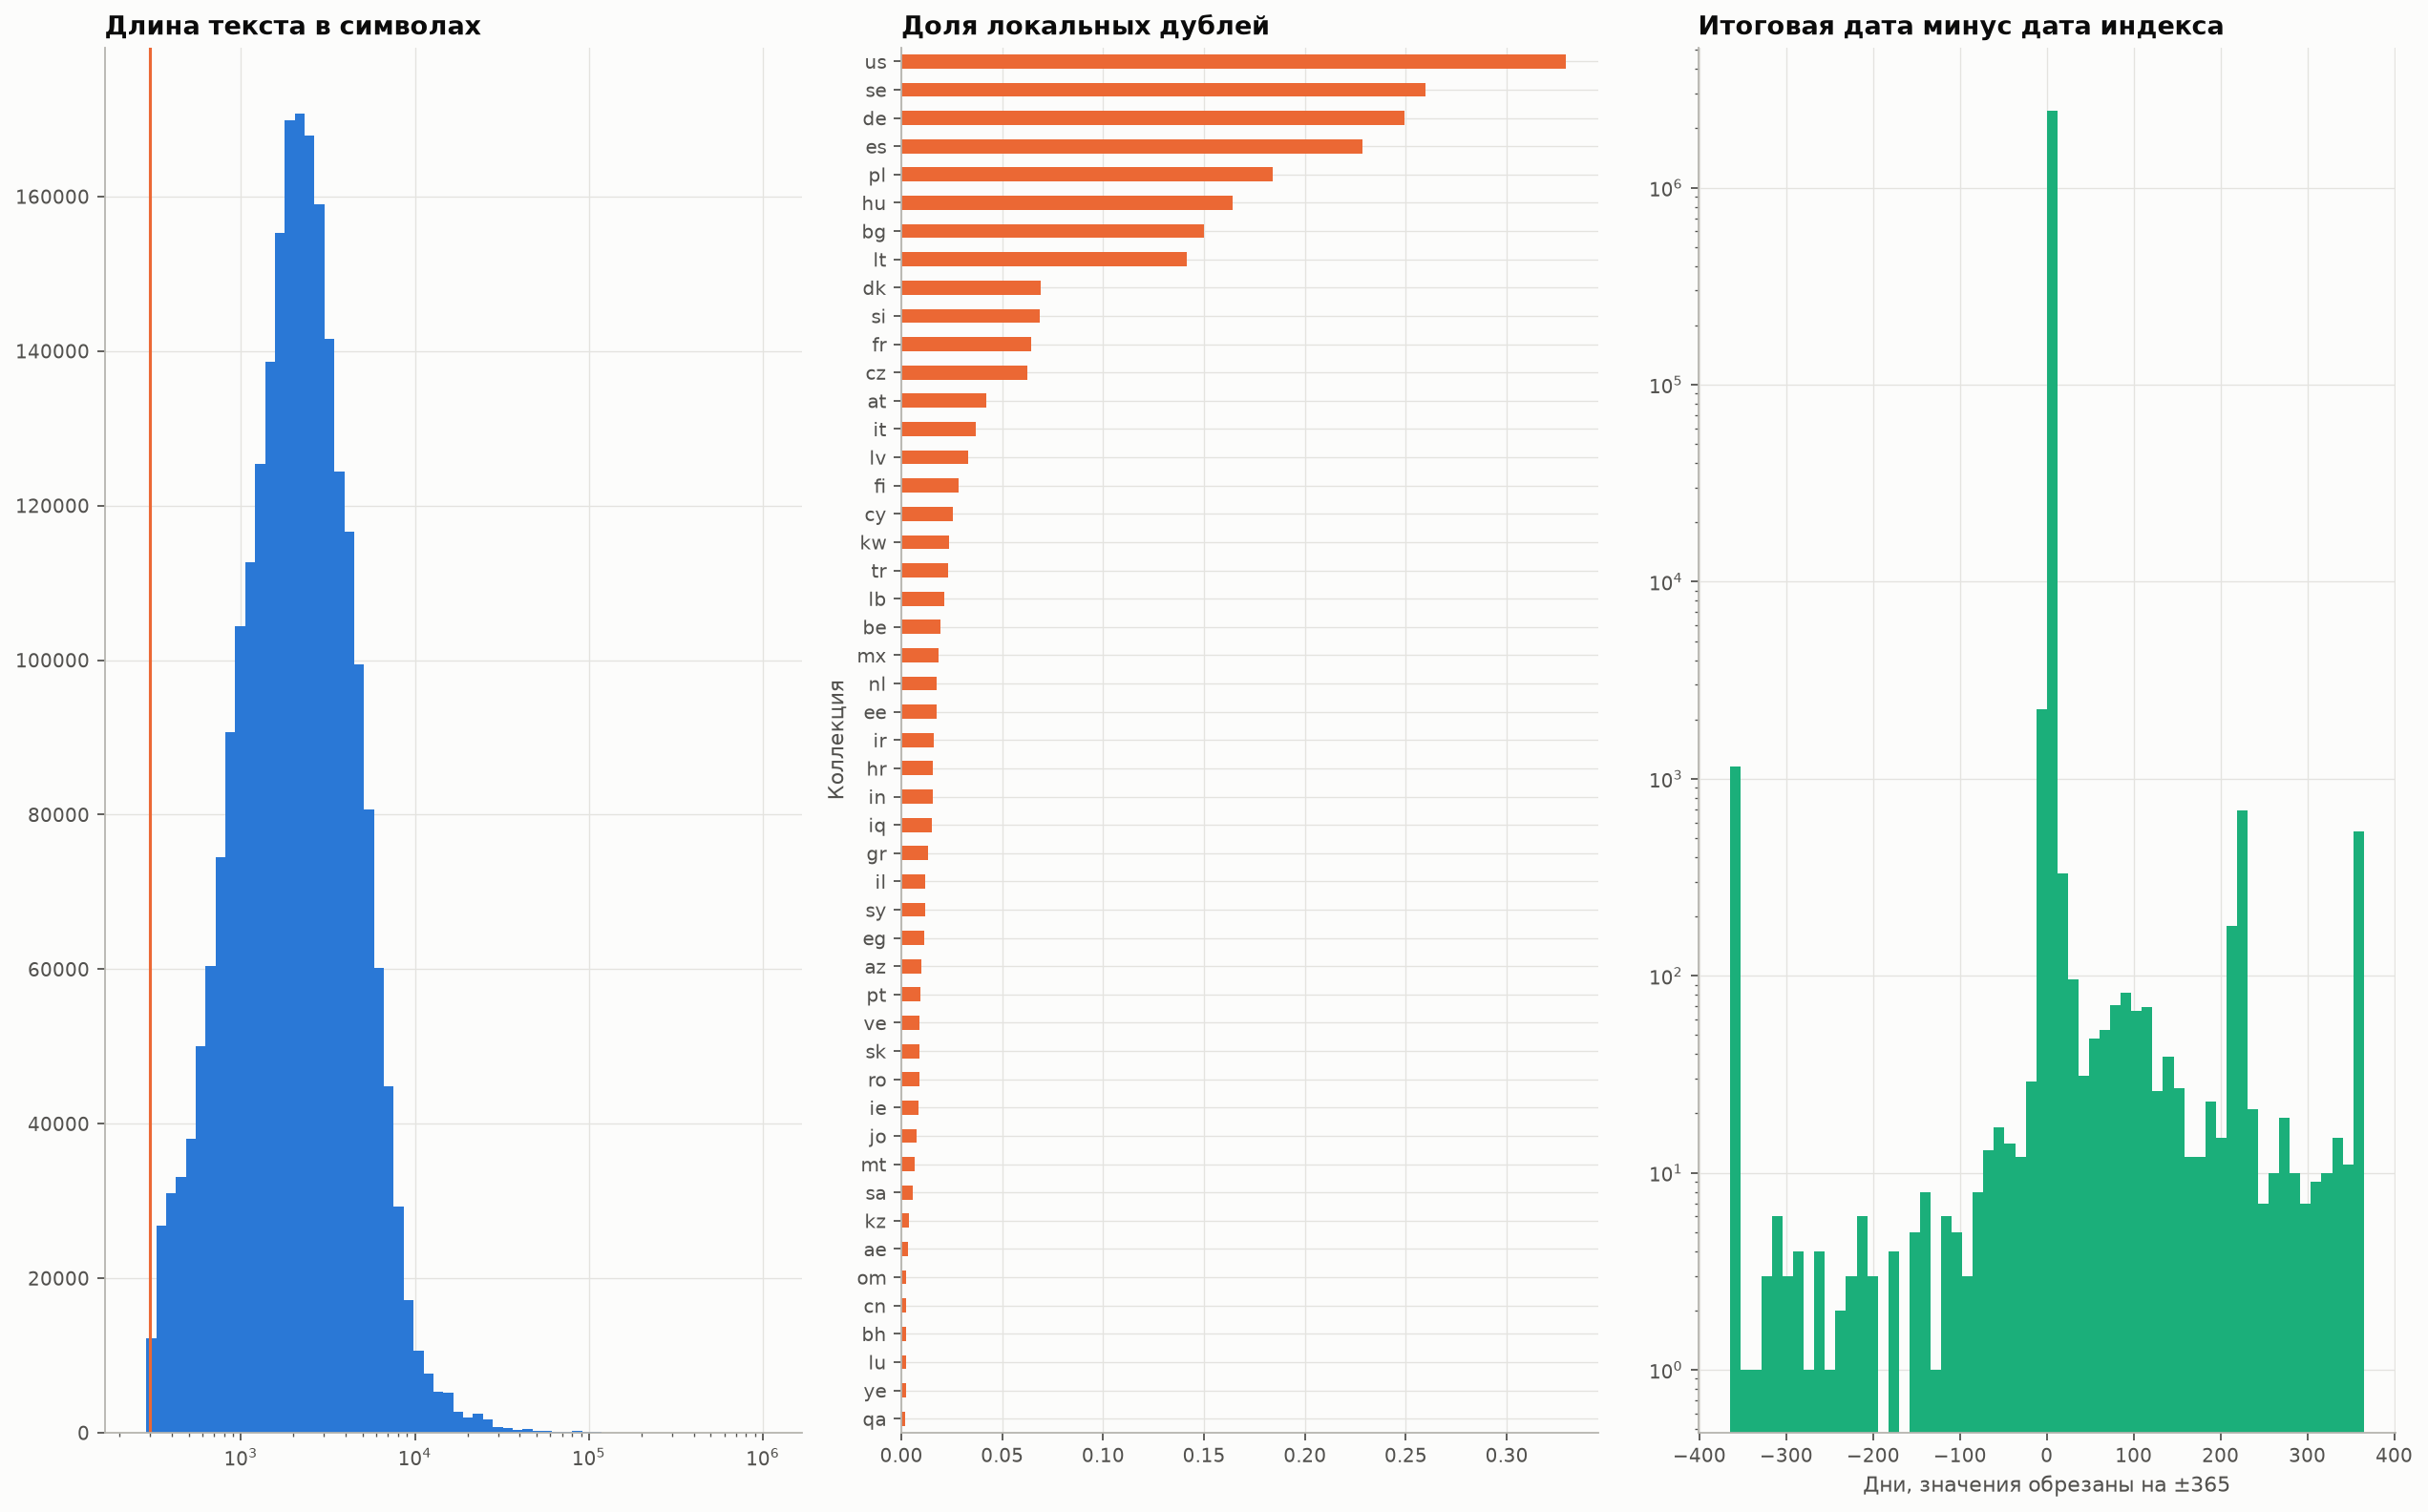 Длина текста в символах
160000
140000
120000
100000
80000
60000
40000
20000
0
10³
10⁴
10⁵
10⁶
Доля локальных дублей
Коллекция
us
se
de
es
pl
hu
bg
lt
dk
si
fr
cz
at
it
lv
fi
cy
kw
tr
lb
be
mx
nl
ee
ir
hr
in
iq
gr
il
sy
eg
az
pt
ve
sk
ro
ie
jo
mt
sa
kz
ae
om
cn
bh
lu
ye
qa
0.00 0.05 0.10 0.15 0.20 0.25 0.30
Итоговая дата минус дата индекса
10⁶
10⁵
10⁴
10³
10²
10¹
10⁰
−400 −300 −200 −100 0 100 200 300 400
Дни, значения обрезаны на ±365